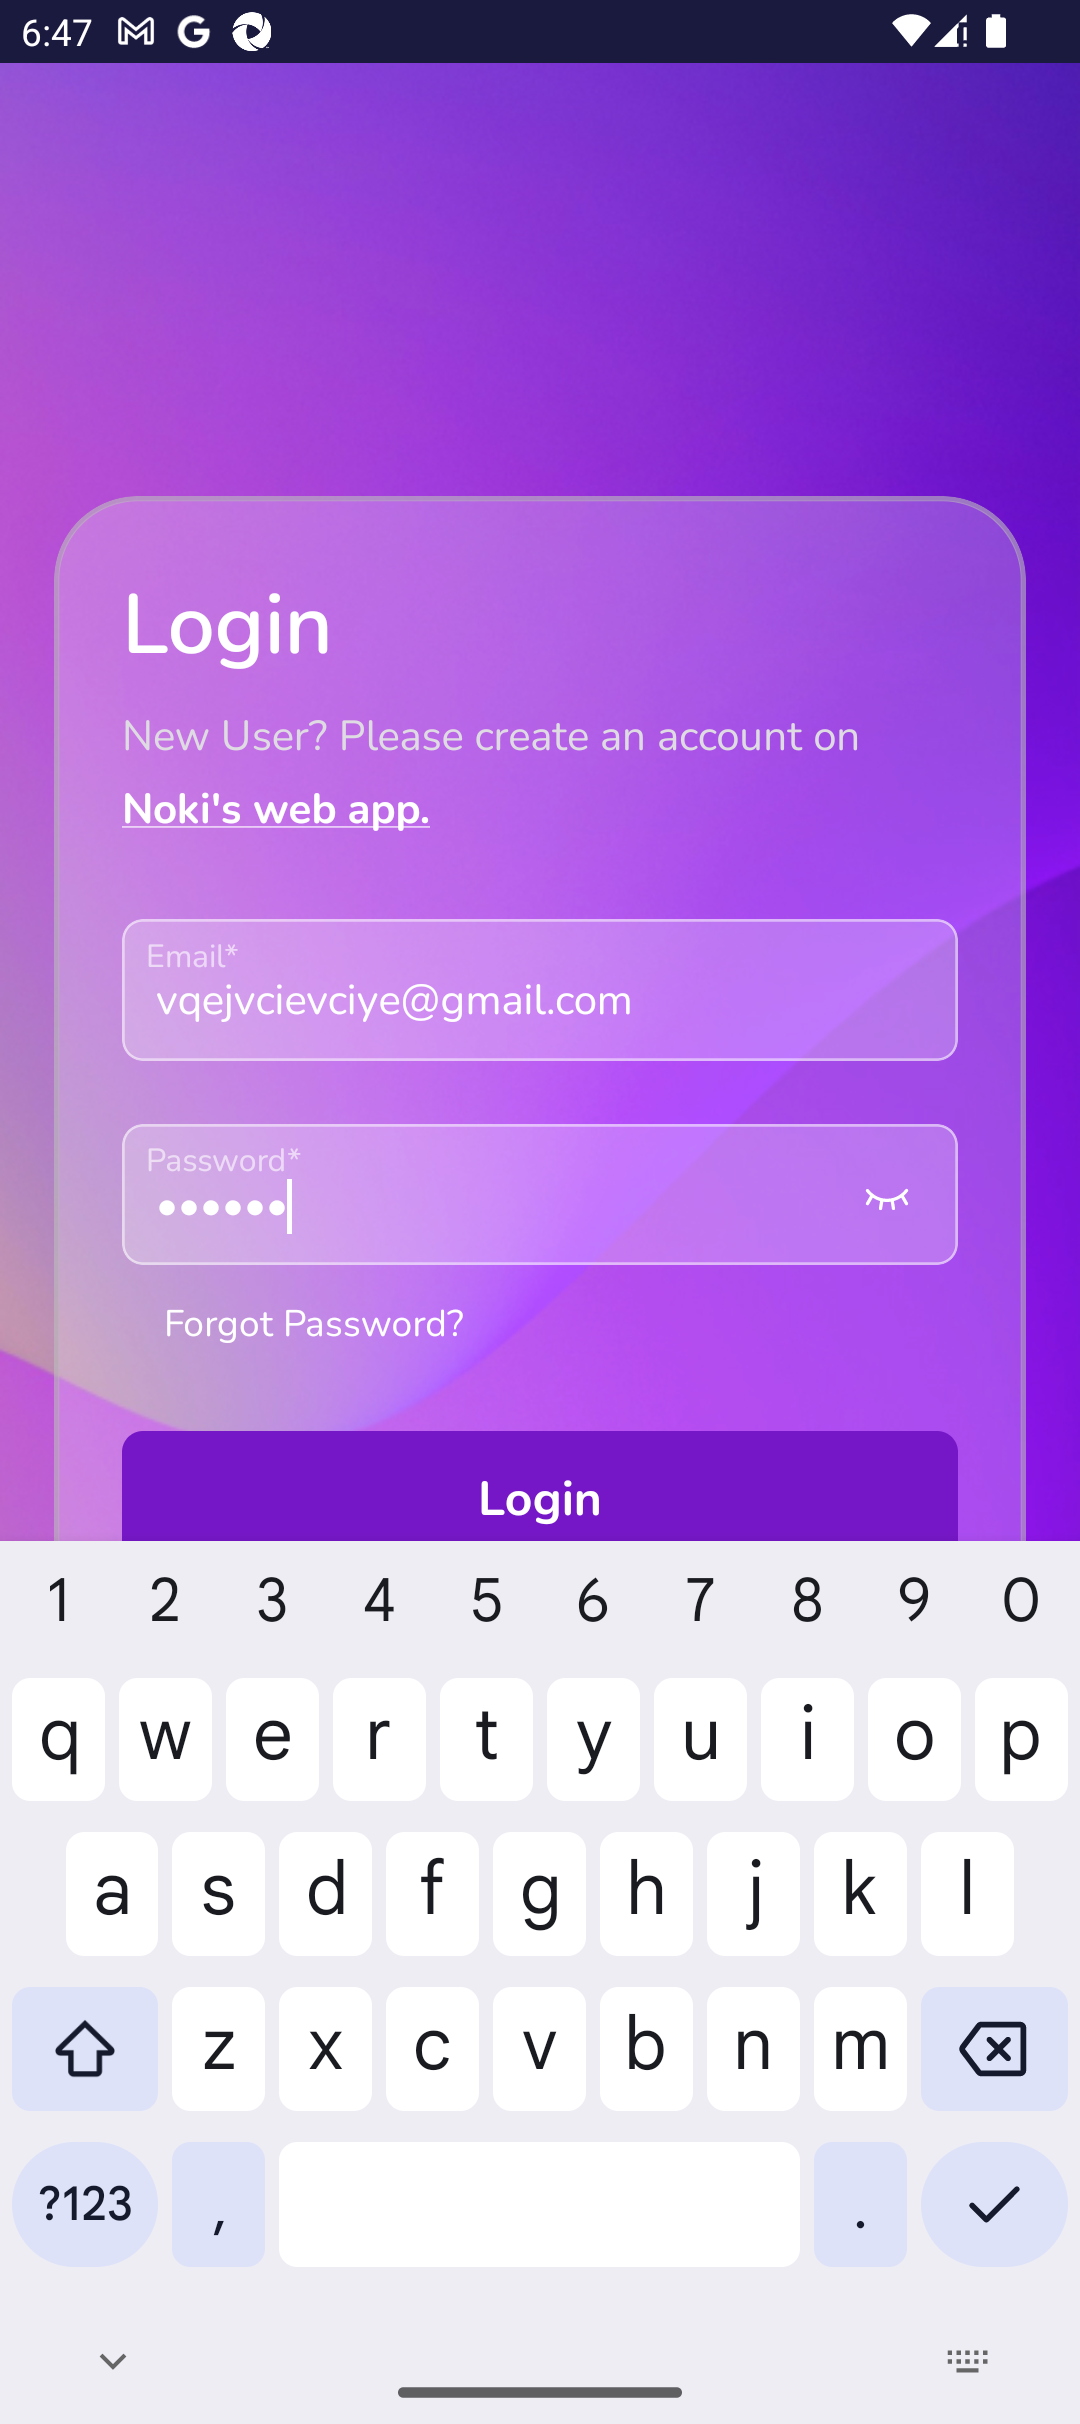 6:47
Login
New User? Please create an account on
Noki's web app.
Email*
vqejvcievciye@gmail.com
Password*
••••••
Forgot Password?
Login
1 2 3 4 5 6 7 8 9 0
q w e r t y u i o p
a s d f g h j k l
z x c v b n m
?123 , .